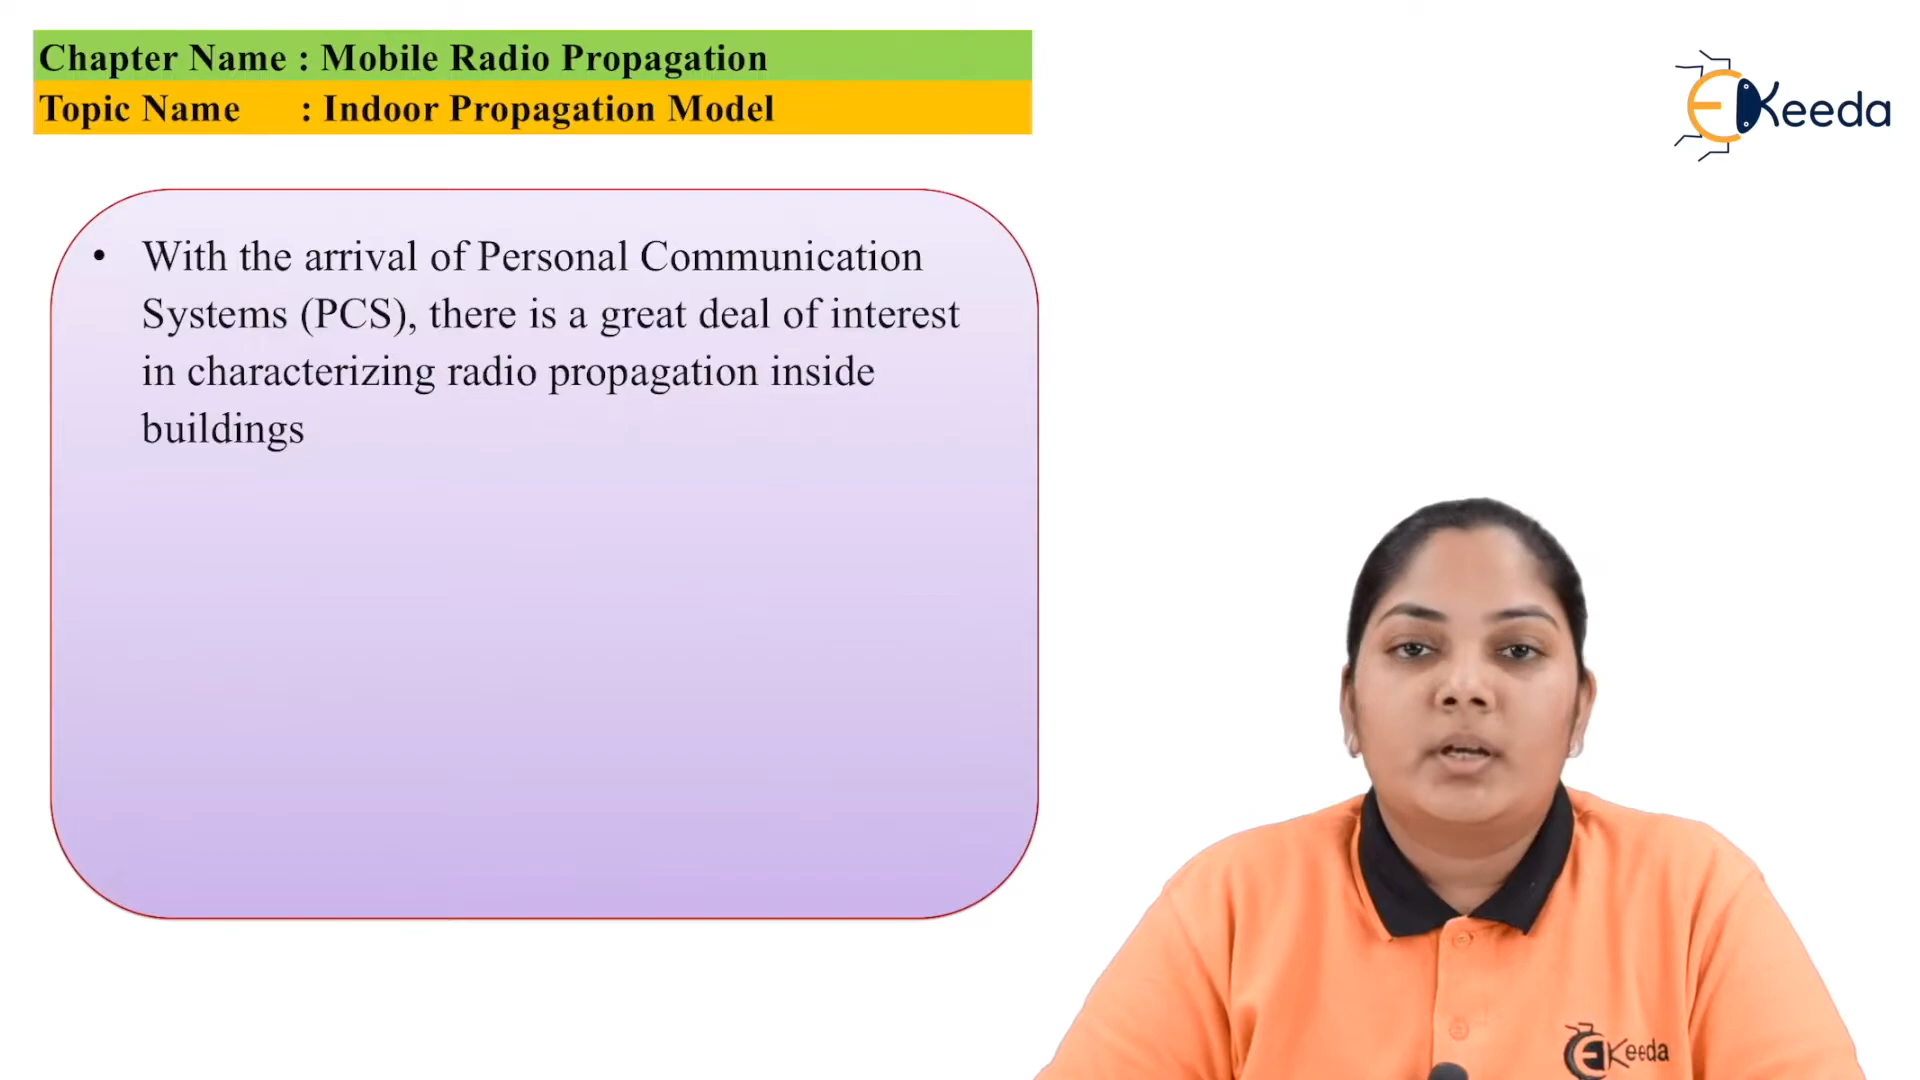 Chapter Name : Mobile Radio Propagation
Topic Name : Indoor Propagation Model
EKeeda
• With the arrival of Personal Communication
Systems (PCS), there is a great deal of interest
in characterizing radio propagation inside
buildings
EKeeda